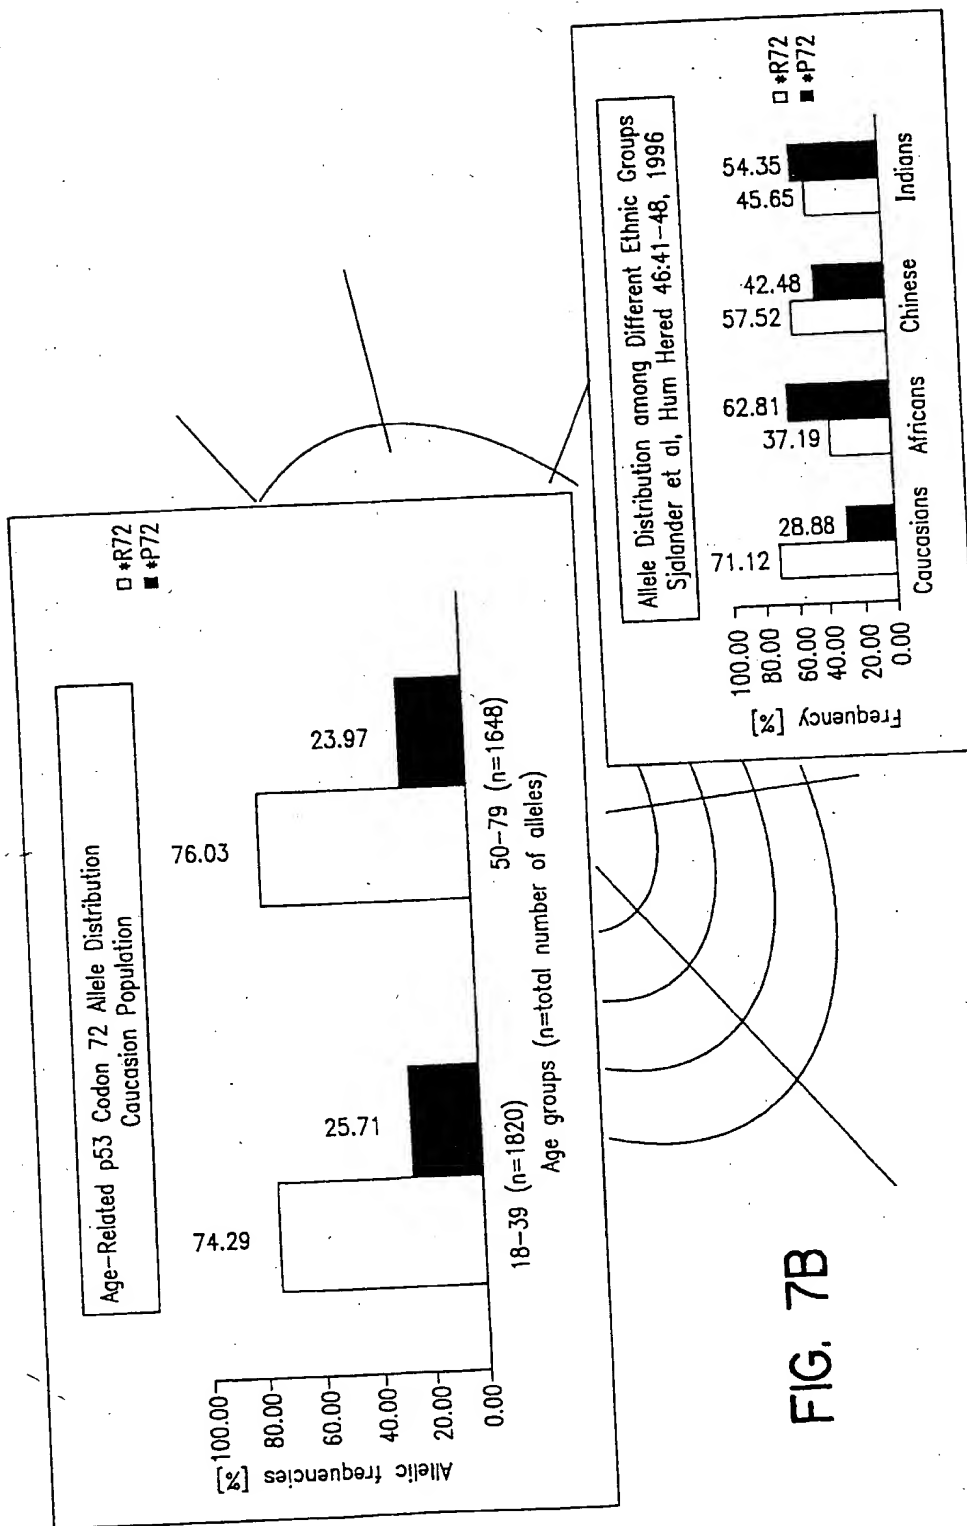 Age-Related p53 Codon 72 Allele Distribution
Caucasion Population
□ *R72
■ *P72
Allelic frequencies [%]
100.00
80.00
60.00
40.00
20.00
0.00
74.29
25.71
76.03
23.97
18-39 (n=1820)
50-79 (n=1648)
Age groups (n=total number of alleles)
Allele Distribution among Different Ethnic Groups
Sjalander et al, Hum Hered 46:41-48, 1996
□ *R72
■ *P72
Frequency [%]
100.00
80.00
60.00
40.00
20.00
0.00
71.12
28.88
37.19
62.81
57.52
42.48
45.65
54.35
Caucasians
Africans
Chinese
Indians
FIG. 7B